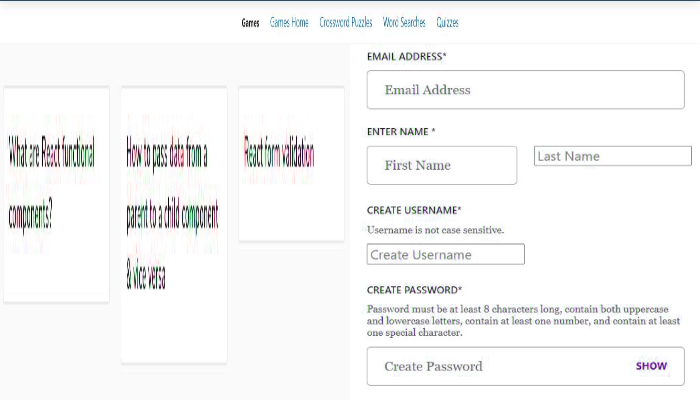 Games Games Home Crossword Puzzles Word Searches Quizzes
What are React functional
components?
How to pass data from a
parent to a child component
& vice versa
React form validation
EMAIL ADDRESS*
Email Address
ENTER NAME *
First Name Last Name
CREATE USERNAME*
Username is not case sensitive.
Create Username
CREATE PASSWORD*
Password must be at least 8 characters long, contain both uppercase
and lowercase letters, contain at least one number, and contain at least
one special character.
Create Password SHOW